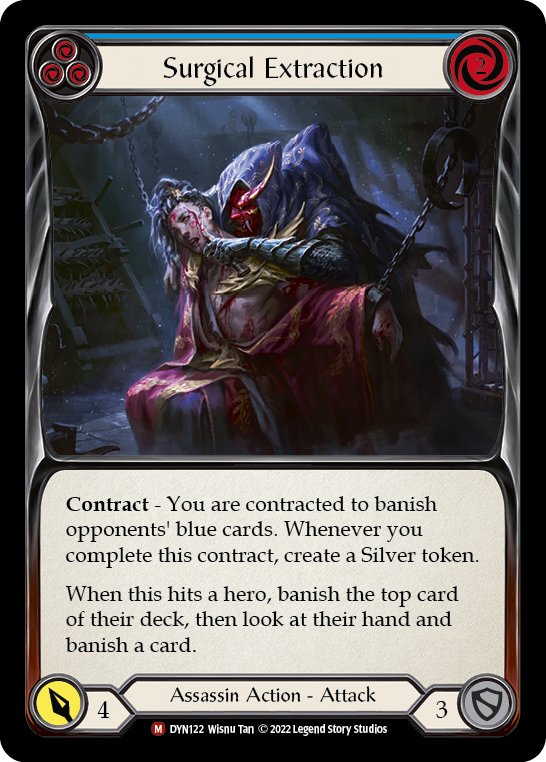 Surgical Extraction
2
Contract - You are contracted to banish
opponents' blue cards. Whenever you
complete this contract, create a Silver token.
When this hits a hero, banish the top card
of their deck, then look at their hand and
banish a card.
4
Assassin Action - Attack
3
M DYN122 Wisnu Tan © 2022 Legend Story Studios